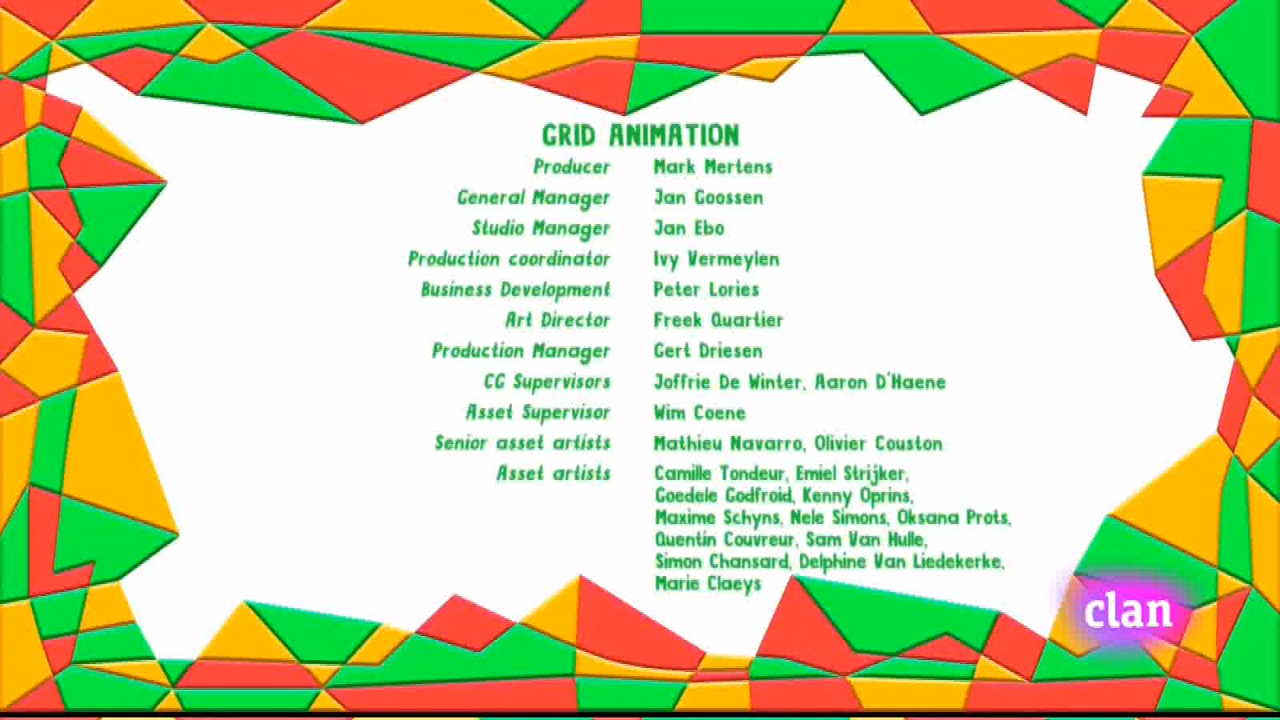 GRID ANIMATION
Producer Mark Mertens
General Manager Jan Goossen
Studio Manager Jan Ebo
Production coordinator Ivy Vermeylen
Business Development Peter Lories
Art Director Freek Quartier
Production Manager Gert Driesen
CG Supervisors Joffrie De Winter, Aaron D'Haene
Asset Supervisor Wim Coene
Senior asset artists Mathieu Navarro, Olivier Couston
Asset artists Camille Tondeur, Emiel Strijker,
Goedele Godfroid, Kenny Oprins,
Maxime Schyns, Nele Simons, Oksana Prots,
Quentin Couvreur, Sam Van Hulle,
Simon Chansard, Delphine Van Liedekerke,
Marie Claeys
clan